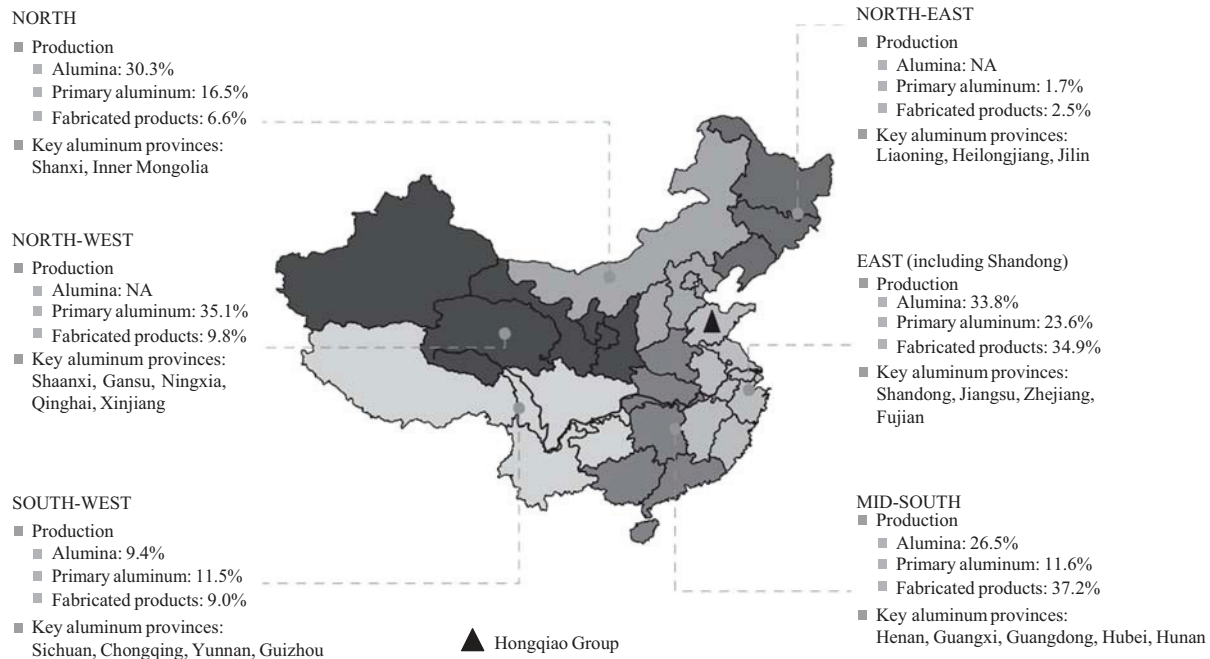 NORTH
Production
Alumina: 30.3%
Primary aluminum: 16.5%
Fabricated products: 6.6%
Key aluminum provinces:
Shanxi, Inner Mongolia
NORTH-WEST
Production
Alumina: NA
Primary aluminum: 35.1%
Fabricated products: 9.8%
Key aluminum provinces:
Shaanxi, Gansu, Ningxia,
Qinghai, Xinjiang
SOUTH-WEST
Production
Alumina: 9.4%
Primary aluminum: 11.5%
Fabricated products: 9.0%
Key aluminum provinces:
Sichuan, Chongqing, Yunnan, Guizhou
Hongqiao Group
NORTH-EAST
Production
Alumina: NA
Primary aluminum: 1.7%
Fabricated products: 2.5%
Key aluminum provinces:
Liaoning, Heilongjiang, Jilin
EAST (including Shandong)
Production
Alumina: 33.8%
Primary aluminum: 23.6%
Fabricated products: 34.9%
Key aluminum provinces:
Shandong, Jiangsu, Zhejiang,
Fujian
MID-SOUTH
Production
Alumina: 26.5%
Primary aluminum: 11.6%
Fabricated products: 37.2%
Key aluminum provinces:
Henan, Guangxi, Guangdong, Hubei, Hunan